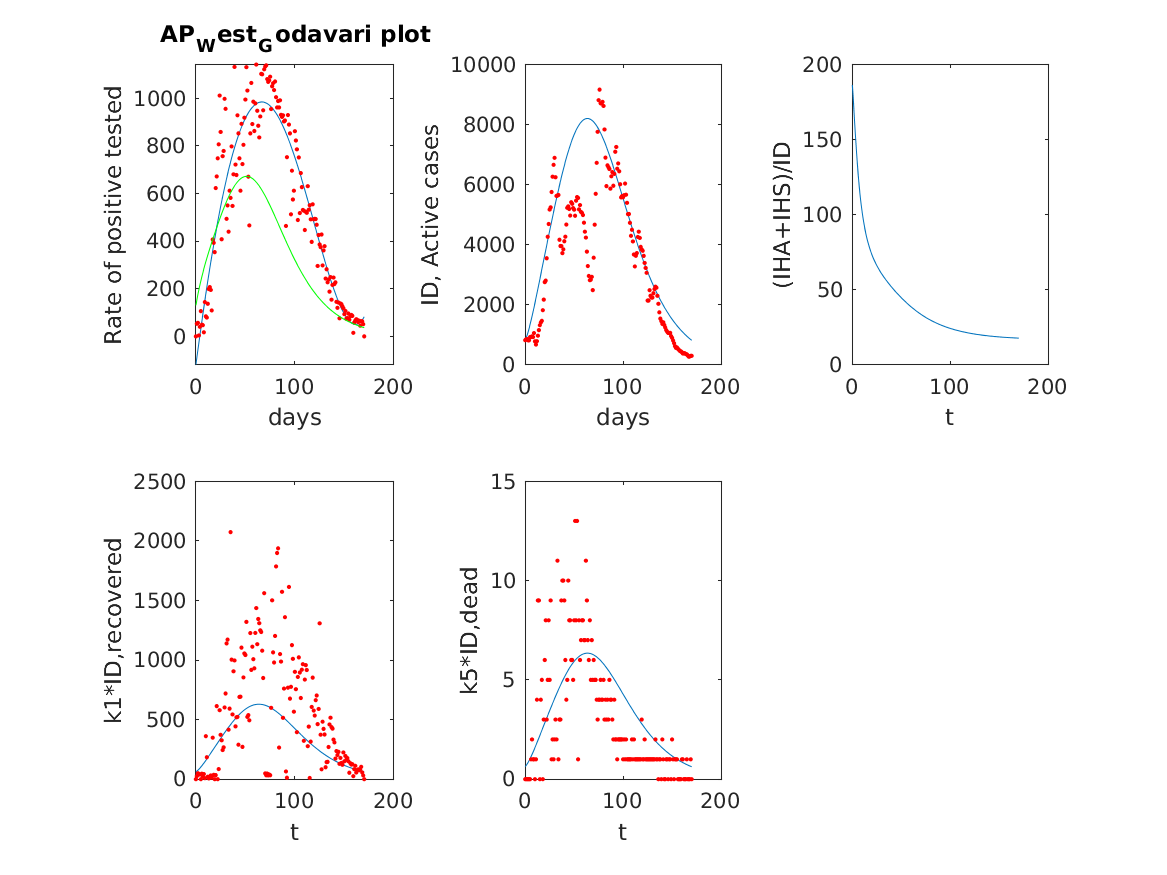 AP_West_Godavari plot
Rate of positive tested
1000
800
600
400
200
0
0 100 200
days
ID, Active cases
10000
8000
6000
4000
2000
0
0 100 200
days
(IHA+IHS)/ID
200
150
100
50
0
0 100 200
t
k1*ID,recovered
2500
2000
1500
1000
500
0
0 100 200
t
k5*ID,dead
15
10
5
0
0 100 200
t